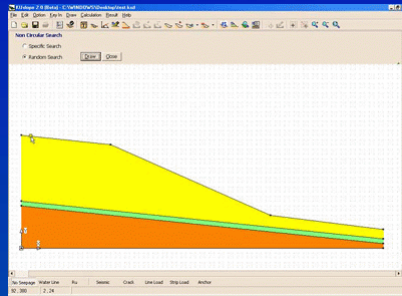 KUslope 2.0 (Beta) - C:\WINDOWS\Desktop\test.ksd
File Edit Option Key In Draw Calculation Result Help
Non Circular Search
Specific Search
Random Search Draw Close
No Seepage Water Line Ru Seismic Crack Line Load Strip Load Anchor
92.300 2.24